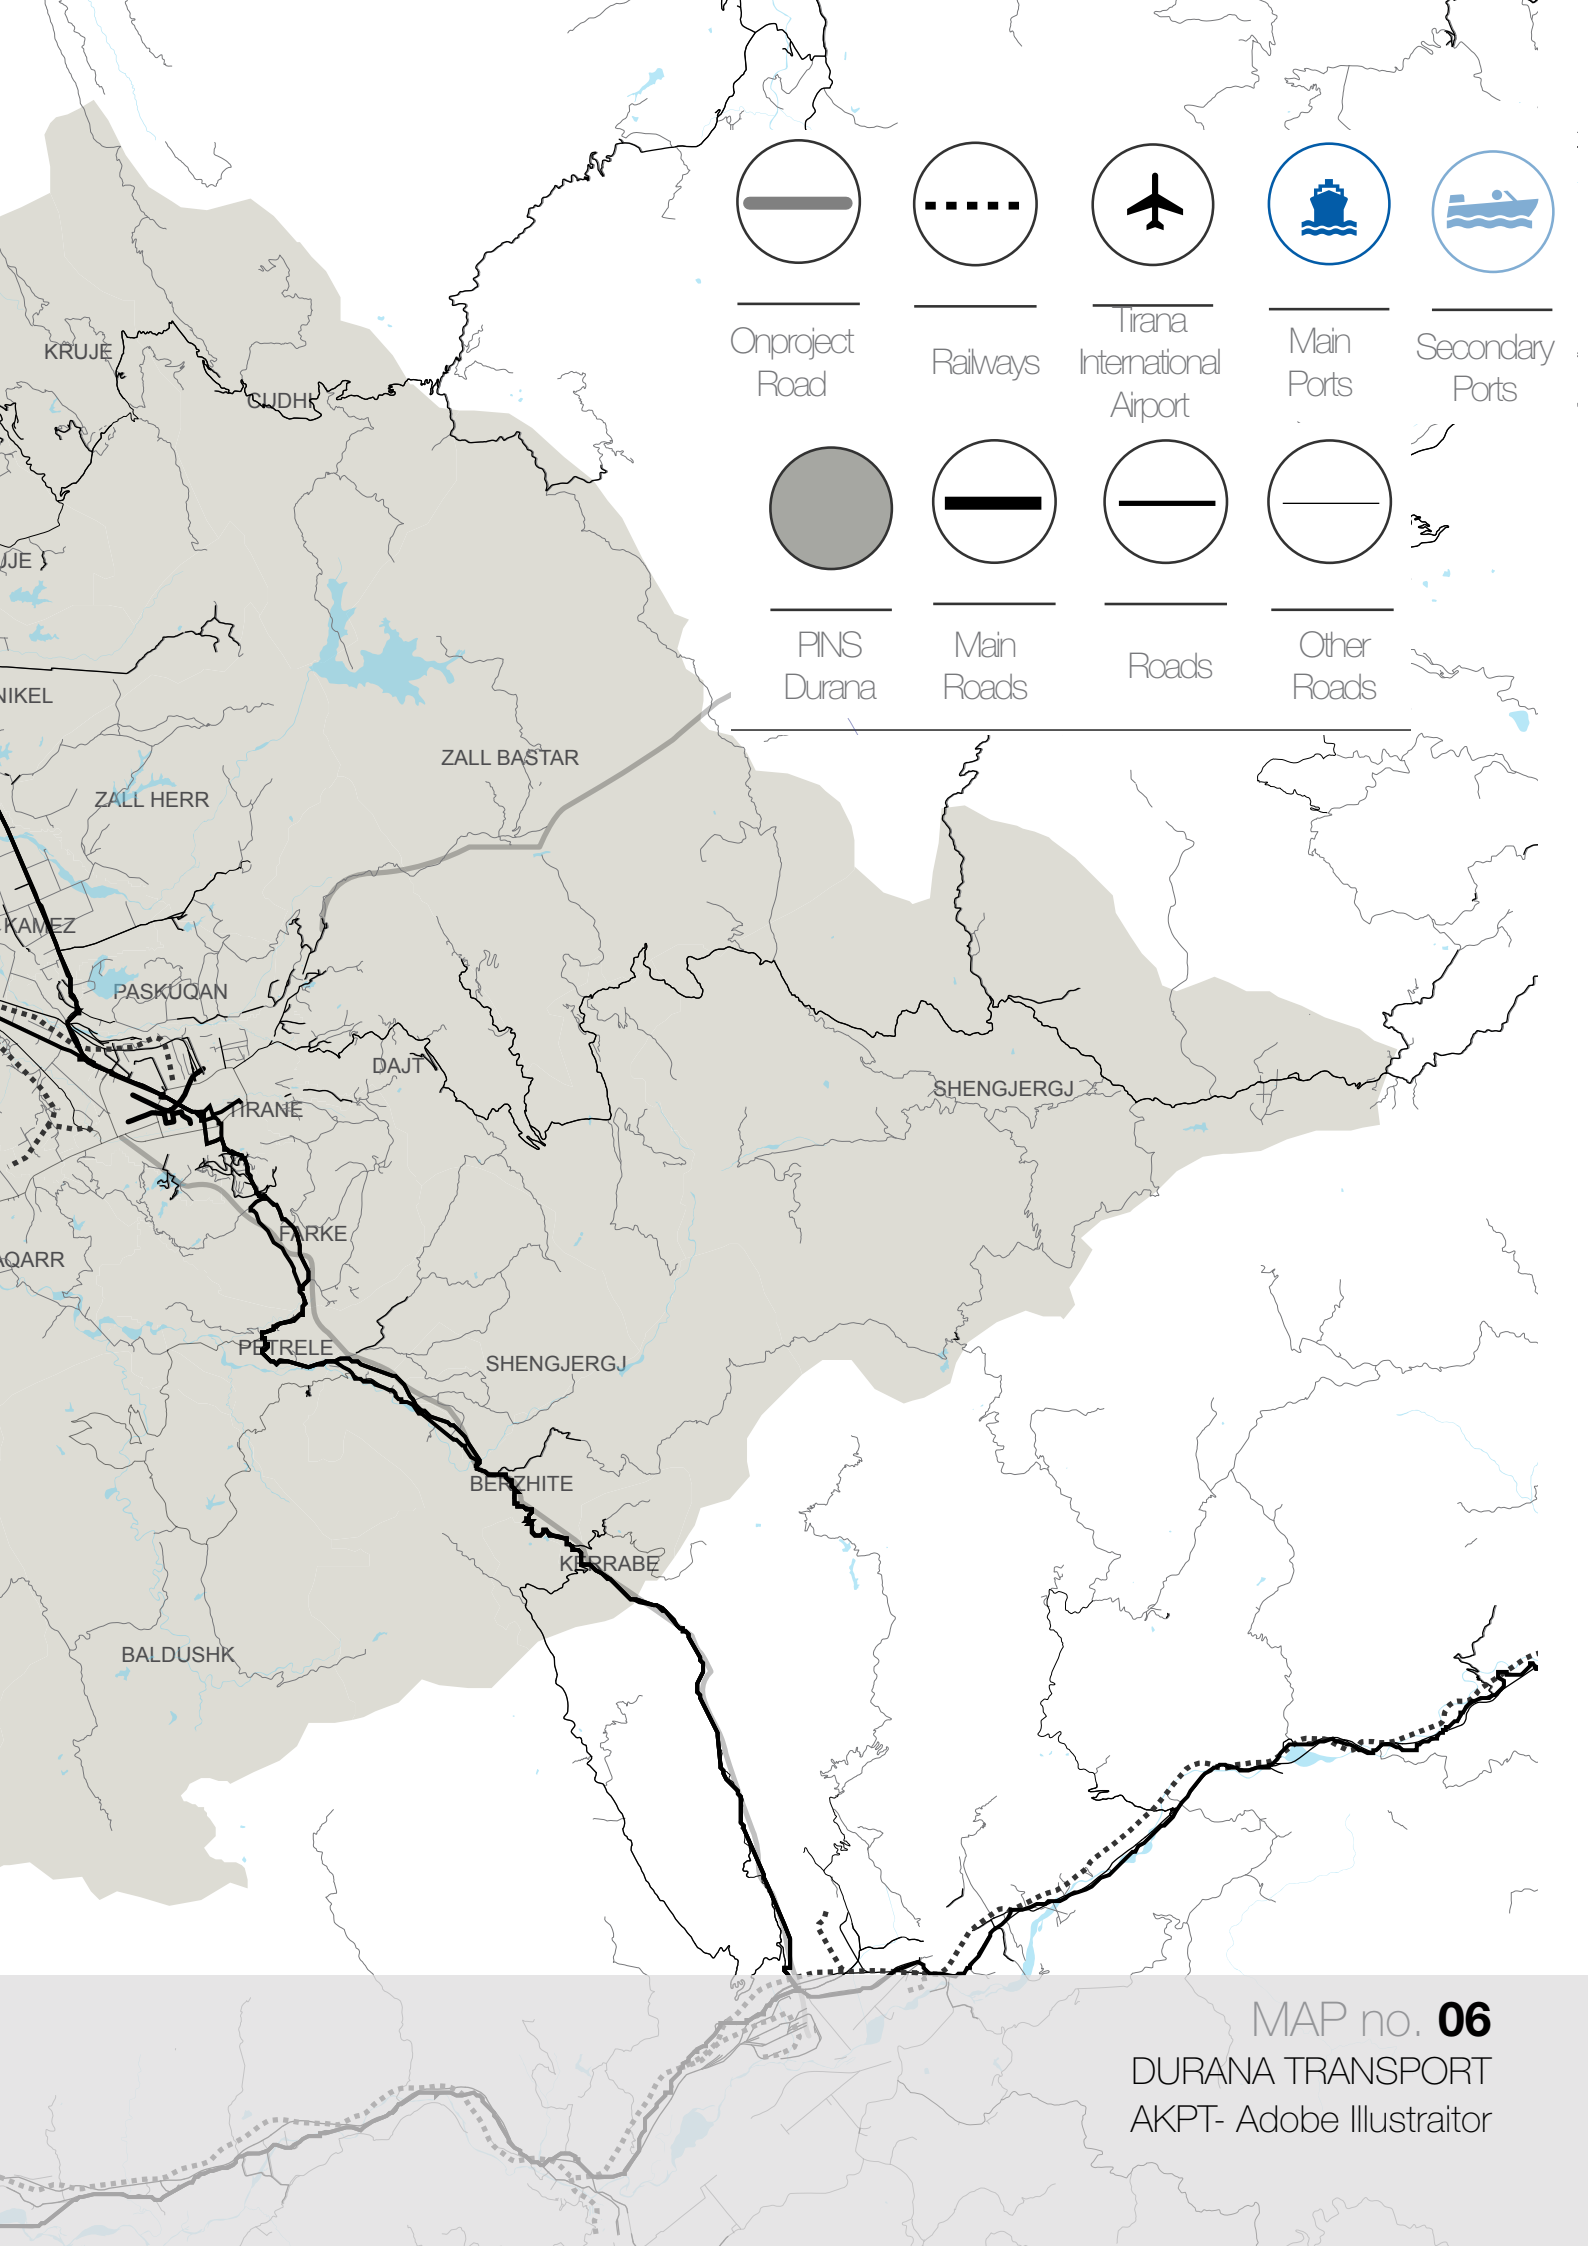 Onproject
Road
Railways
Tirana
International
Airport
Main
Ports
Secondary
Ports
PINS
Durana
Main
Roads
Roads
Other
Roads
KRUJE
CUDHI
NIKEL
ZALL BASTAR
ZALL HERR
KAMEZ
PASKUQAN
DAJT
SHENGJERGJ
TIRANE
FARKE
PETRELE
SHENGJERGJ
BERZHITE
KERRABE
BALDUSHK
MAP no. 06
DURANA TRANSPORT
AKPT- Adobe Illustraitor